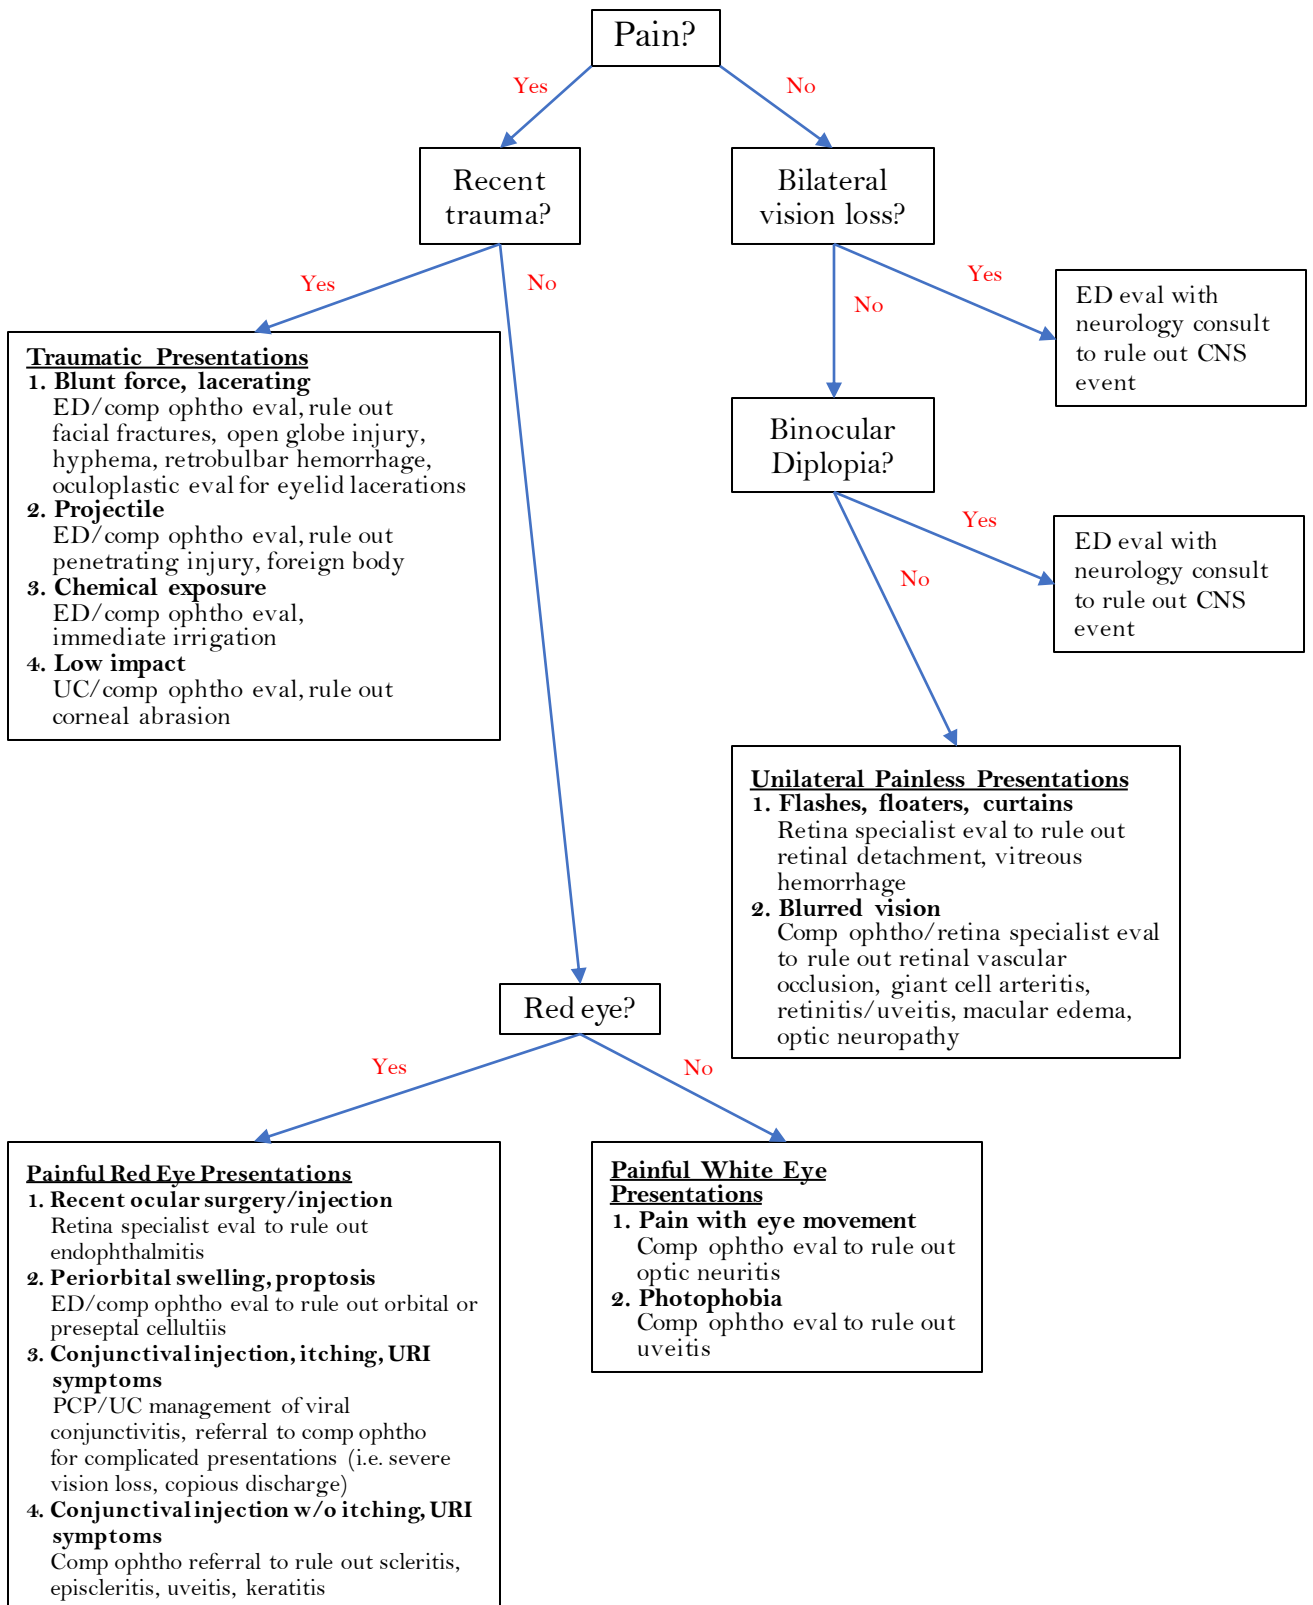 Pain?
Yes
No
Recent
trauma?
Bilateral
vision loss?
Yes
No
No
Yes
ED eval with
neurology consult
to rule out CNS
event
Traumatic Presentations
1. Blunt force, lacerating
ED/comp ophtho eval, rule out
facial fractures, open globe injury,
hyphema, retrobulbar hemorrhage,
oculoplastic eval for eyelid lacerations
2. Projectile
ED/comp ophtho eval, rule out
penetrating injury, foreign body
3. Chemical exposure
ED/comp ophtho eval,
immediate irrigation
4. Low impact
UC/comp ophtho eval, rule out
corneal abrasion
Binocular
Diplopia?
Yes
No
ED eval with
neurology consult
to rule out CNS
event
Unilateral Painless Presentations
1. Flashes, floaters, curtains
Retina specialist eval to rule out
retinal detachment, vitreous
hemorrhage
2. Blurred vision
Comp ophtho/retina specialist eval
to rule out retinal vascular
occlusion, giant cell arteritis,
retinitis/uveitis, macular edema,
optic neuropathy
Red eye?
Yes
No
Painful Red Eye Presentations
1. Recent ocular surgery/injection
Retina specialist eval to rule out
endophthalmitis
2. Periorbital swelling, proptosis
ED/comp ophtho eval to rule out orbital or
preseptal cellultiis
3. Conjunctival injection, itching, URI
symptoms
PCP/UC management of viral
conjunctivitis, referral to comp ophtho
for complicated presentations (i.e. severe
vision loss, copious discharge)
4. Conjunctival injection w/o itching, URI
symptoms
Comp ophtho referral to rule out scleritis,
episcleritis, uveitis, keratitis
Painful White Eye
Presentations
1. Pain with eye movement
Comp ophtho eval to rule out
optic neuritis
2. Photophobia
Comp ophtho eval to rule out
uveitis